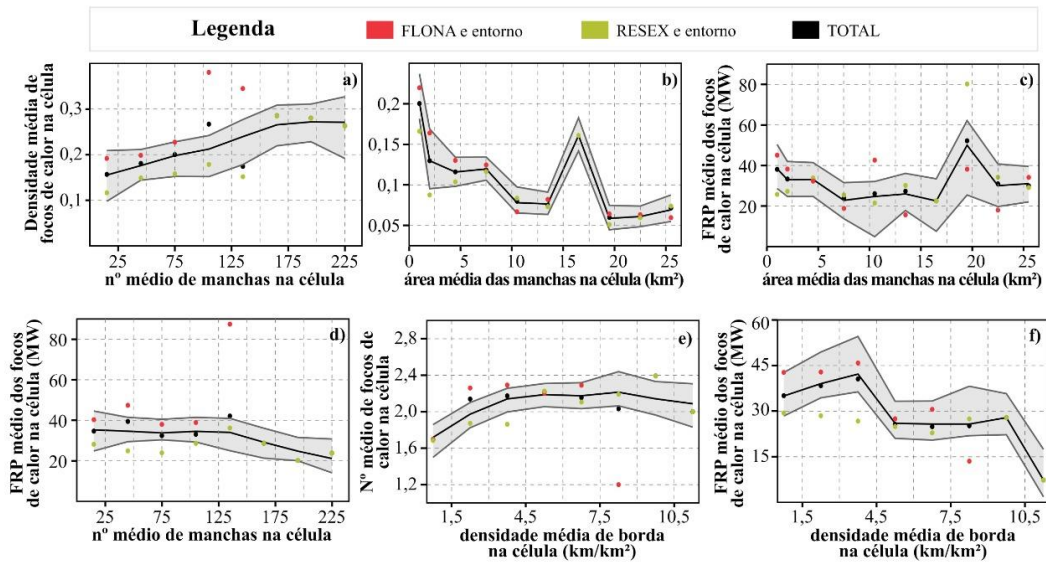 Legenda
FLONA e entorno
RESEX e entorno
TOTAL
a)
Densidade média de
focos de calor na célula
0,3
0,2
0,1
25 75 125 175 225
nº médio de manchas na célula
b)
0,2
0,15
0,1
0,05
0 5 10 15 20 25
área média das manchas na célula (km²)
c)
FRP médio dos focos
de calor na célula (MW)
80
60
40
20
0 5 10 15 20 25
área média das manchas na célula (km²)
d)
FRP médio dos focos
de calor na célula (MW)
80
60
40
20
25 75 125 175 225
nº médio de manchas na célula
e)
Nº médio de focos de
calor na célula
2,8
2,4
2,0
1,6
1,2
1,5 4,5 7,5 10,5
densidade média de borda
na célula (km/km²)
f)
FRP médio dos focos
de calor na célula (MW)
60
45
30
15
1,5 4,5 7,5 10,5
densidade média de borda
na célula (km/km²)